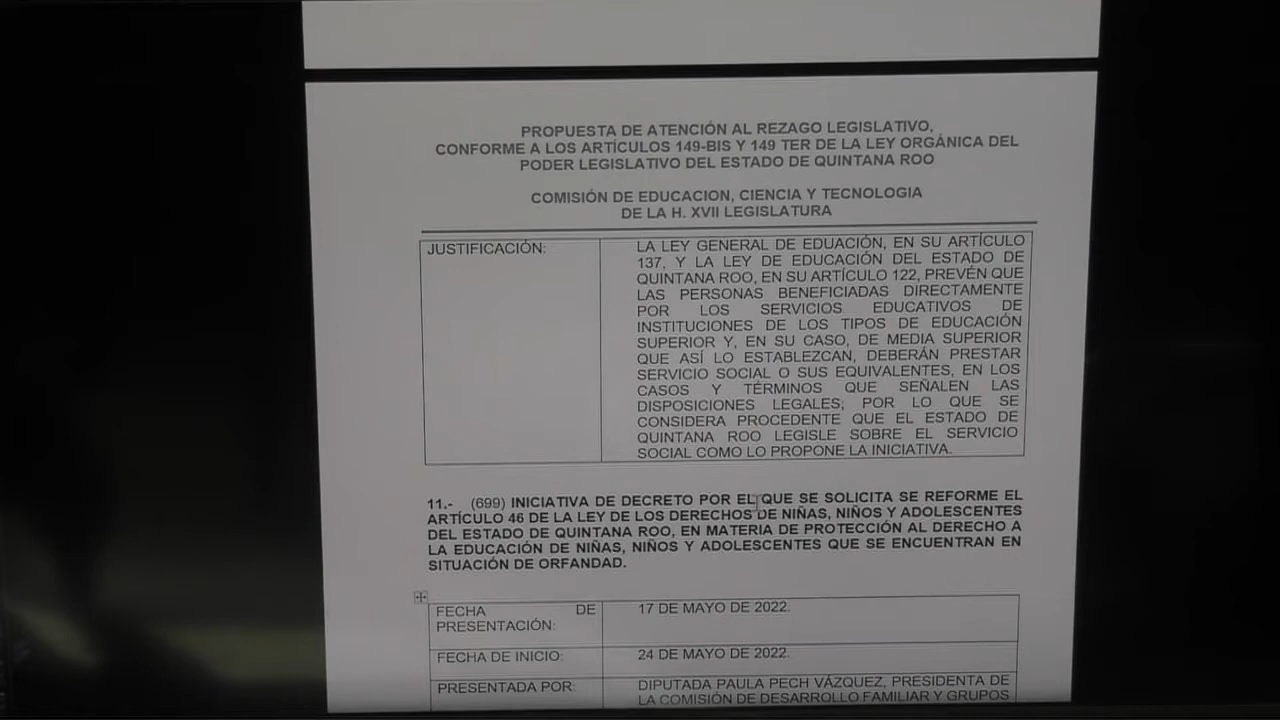 PROPUESTA DE ATENCIÓN AL REZAGO LEGISLATIVO,
CONFORME A LOS ARTÍCULOS 149-BIS Y 149 TER DE LA LEY ORGÁNICA DEL
PODER LEGISLATIVO DEL ESTADO DE QUINTANA ROO
COMISIÓN DE EDUCACION, CIENCIA Y TECNOLOGIA
DE LA H. XVII LEGISLATURA
JUSTIFICACIÓN:
LA LEY GENERAL DE EDUACIÓN, EN SU ARTÍCULO
137, Y LA LEY DE EDUCACIÓN DEL ESTADO DE
QUINTANA ROO, EN SU ARTÍCULO 122, PREVÉN QUE
LAS PERSONAS BENEFICIADAS DIRECTAMENTE
POR LOS SERVICIOS EDUCATIVOS DE
INSTITUCIONES DE LOS TIPOS DE EDUCACIÓN
SUPERIOR Y, EN SU CASO, DE MEDIA SUPERIOR
QUE ASÍ LO ESTABLEZCAN, DEBERÁN PRESTAR
SERVICIO SOCIAL O SUS EQUIVALENTES, EN LOS
CASOS Y TÉRMINOS QUE SEÑALEN LAS
DISPOSICIONES LEGALES; POR LO QUE SE
CONSIDERA PROCEDENTE QUE EL ESTADO DE
QUINTANA ROO LEGISLE SOBRE EL SERVICIO
SOCIAL COMO LO PROPONE LA INICIATIVA.
11.- (699) INICIATIVA DE DECRETO POR EL QUE SE SOLICITA SE REFORME EL
ARTÍCULO 46 DE LA LEY DE LOS DERECHOS DE NIÑAS, NIÑOS Y ADOLESCENTES
DEL ESTADO DE QUINTANA ROO, EN MATERIA DE PROTECCIÓN AL DERECHO A
LA EDUCACIÓN DE NIÑAS, NIÑOS Y ADOLESCENTES QUE SE ENCUENTRAN EN
SITUACIÓN DE ORFANDAD.
FECHA DE
PRESENTACIÓN:
17 DE MAYO DE 2022.
FECHA DE INICIO:
24 DE MAYO DE 2022.
PRESENTADA POR:
DIPUTADA PAULA PECH VÁZQUEZ, PRESIDENTA DE
LA COMISIÓN DE DESARROLLO FAMILIAR Y GRUPOS